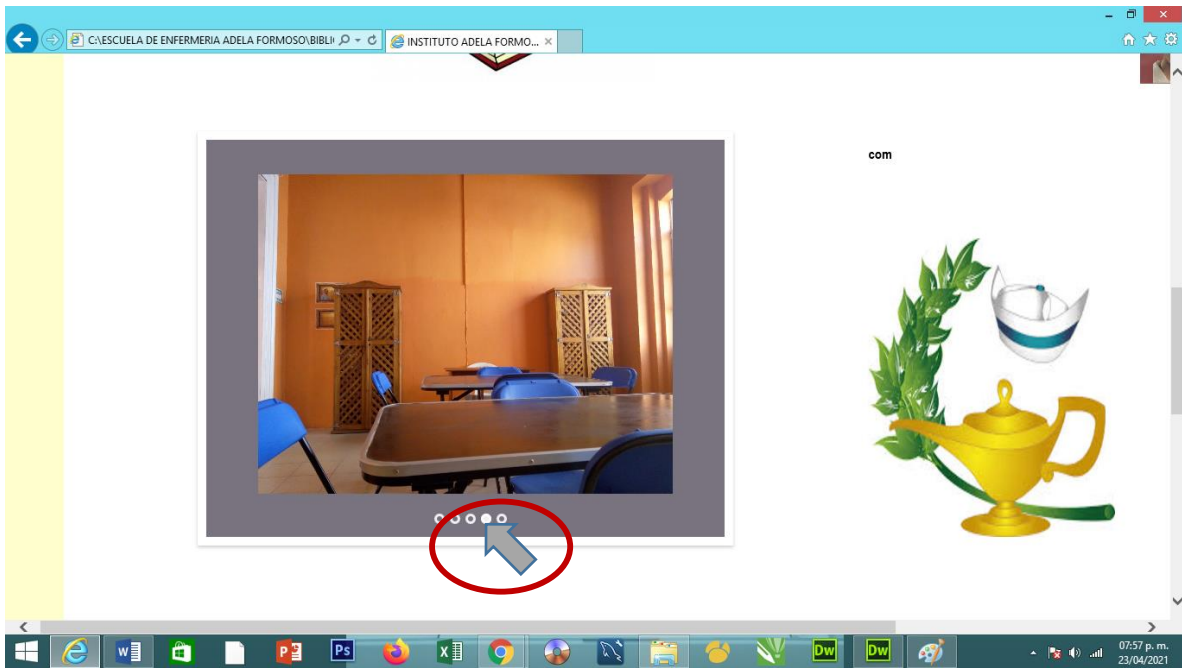 C:\ESCUELA DE ENFERMERIA ADELA FORMOSO\BIBLI
INSTITUTO ADELA FORMO...
com
07:57 p. m.
23/04/2021